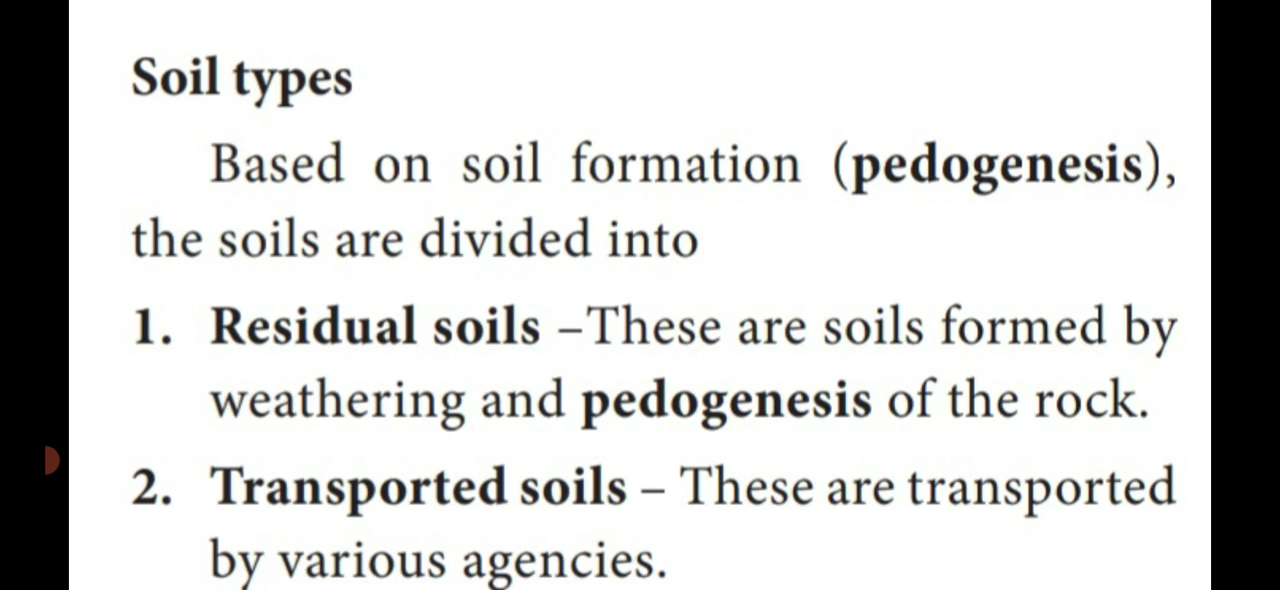 Soil types
Based on soil formation (pedogenesis),
the soils are divided into
1. Residual soils –These are soils formed by
weathering and pedogenesis of the rock.
2. Transported soils – These are transported
by various agencies.